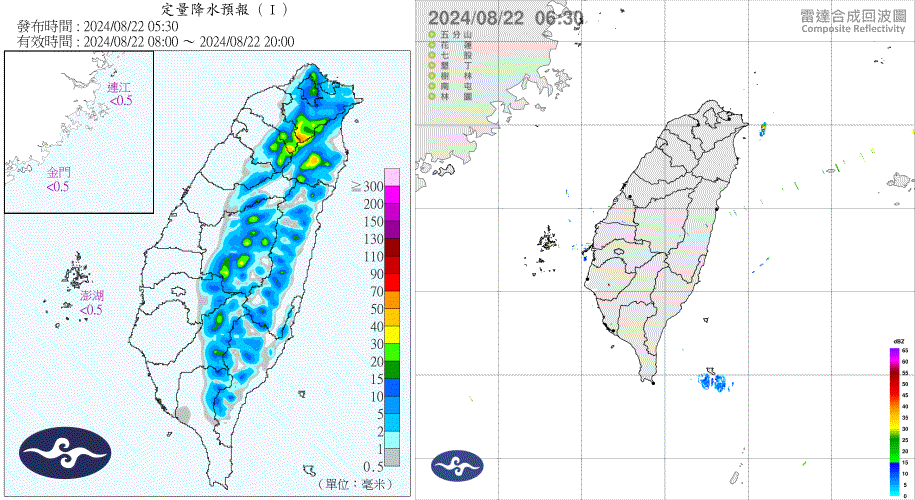 定量降水預報 ( I )
發布時間 : 2024/08/22 05:30
有效時間 : 2024/08/22 08:00 ～ 2024/08/22 20:00
連江
<0.5
金門
<0.5
澎湖
<0.5
≧ 300
200
150
130
110
90
70
50
40
30
20
15
10
5
2
1
0.5
(單位：毫米)
2024/08/22 06:30
雷達合成回波圖
Composite Reflectivity
五分山
花蓮
七股
墾丁
樹林
南屯
林園
dBZ
65
60
55
50
45
40
35
30
25
20
15
10
5
0